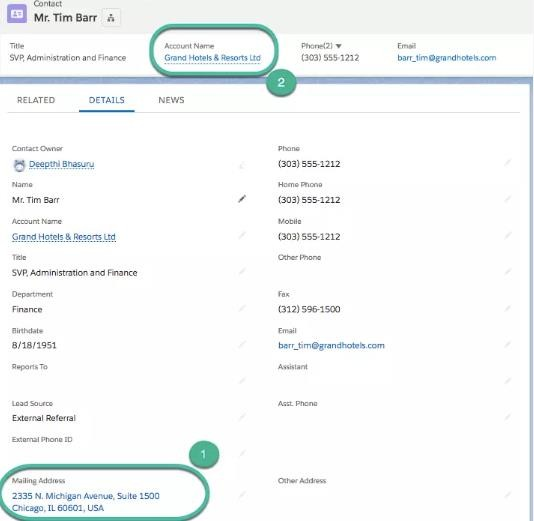 Contact
Mr. Tim Barr
Title
SVP, Administration and Finance
Account Name
Grand Hotels & Resorts Ltd
Phone(2)
(303) 555-1212
Email
barr_tim@grandhotels.com
2
RELATED DETAILS NEWS
Contact Owner
Deepthi Bhasuru
Phone
(303) 555-1212
Name
Mr. Tim Barr
Home Phone
(303) 555-1212
Account Name
Grand Hotels & Resorts Ltd
Mobile
(303) 555-1212
Title
SVP, Administration and Finance
Other Phone
Department
Finance
Fax
(312) 596-1500
Birthdate
8/18/1951
Email
barr_tim@grandhotels.com
Reports To
Assistant
Lead Source
External Referral
Asst. Phone
External Phone ID
1
Mailing Address
2335 N. Michigan Avenue, Suite 1500
Chicago, IL 60601, USA
Other Address